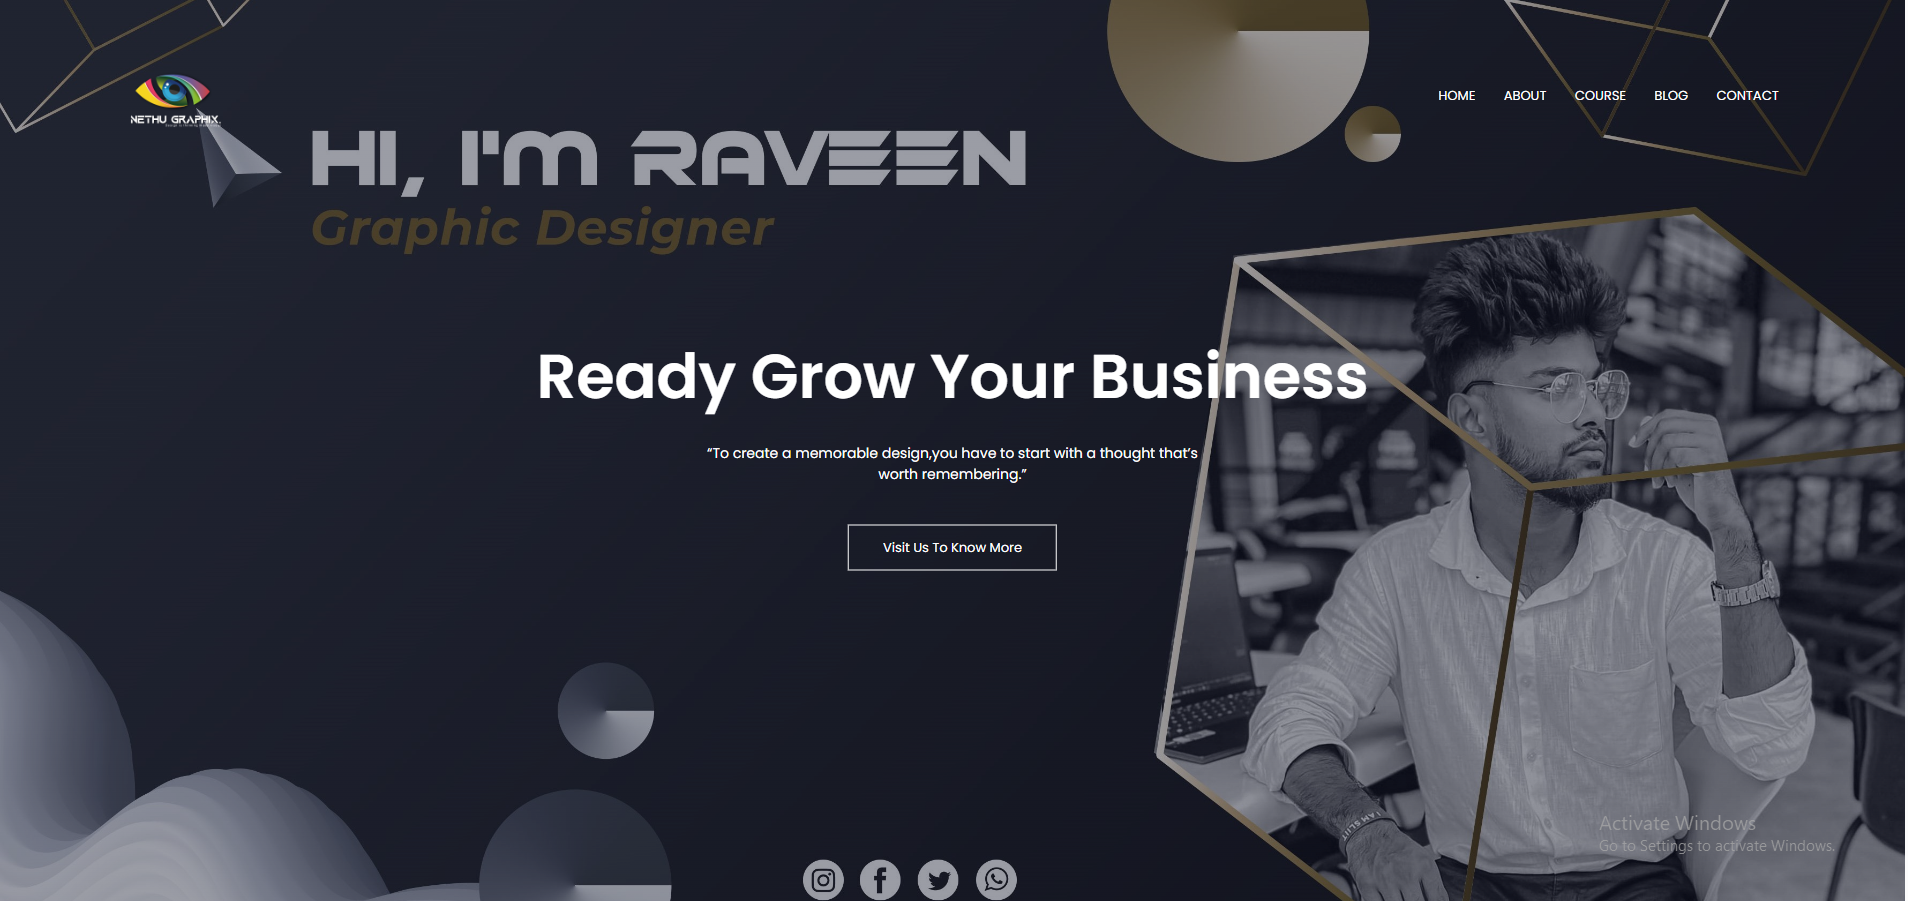 NETHU GRAPHIX.
HOME ABOUT COURSE BLOG CONTACT
HI, I'M RAVEEN
Graphic Designer
Ready Grow Your Business
“To create a memorable design,you have to start with a thought that’s
worth remembering.”
Visit Us To Know More
I AM SLIIT
Activate Windows
Go to Settings to activate Windows.